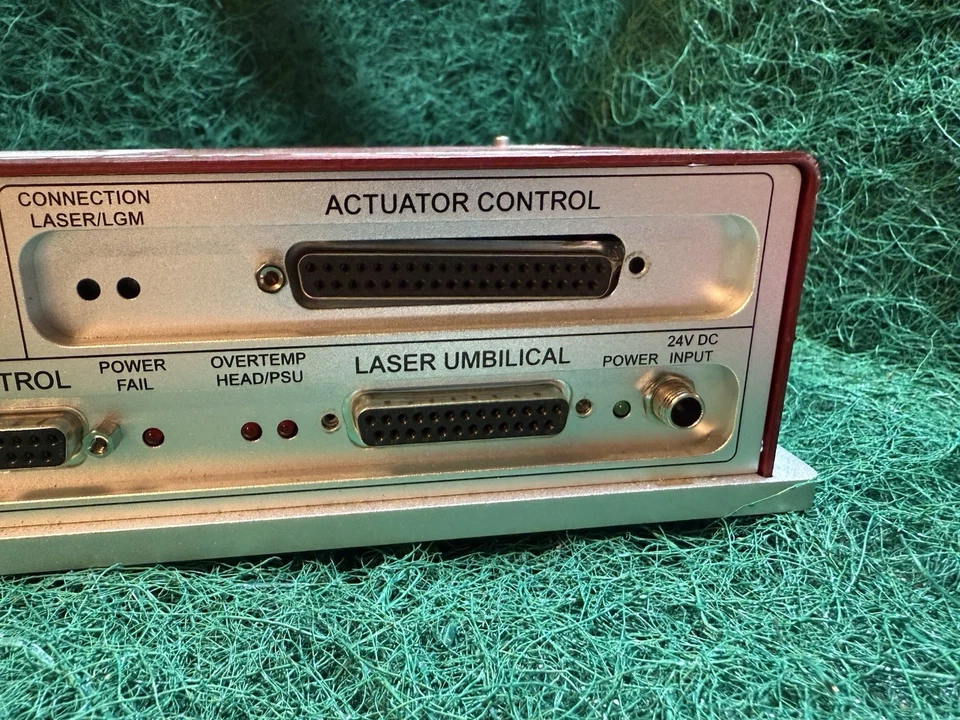 CONNECTION
LASER/LGM
ACTUATOR CONTROL
TROL
POWER
FAIL
OVERTEMP
HEAD/PSU
LASER UMBILICAL
POWER
24V DC
INPUT